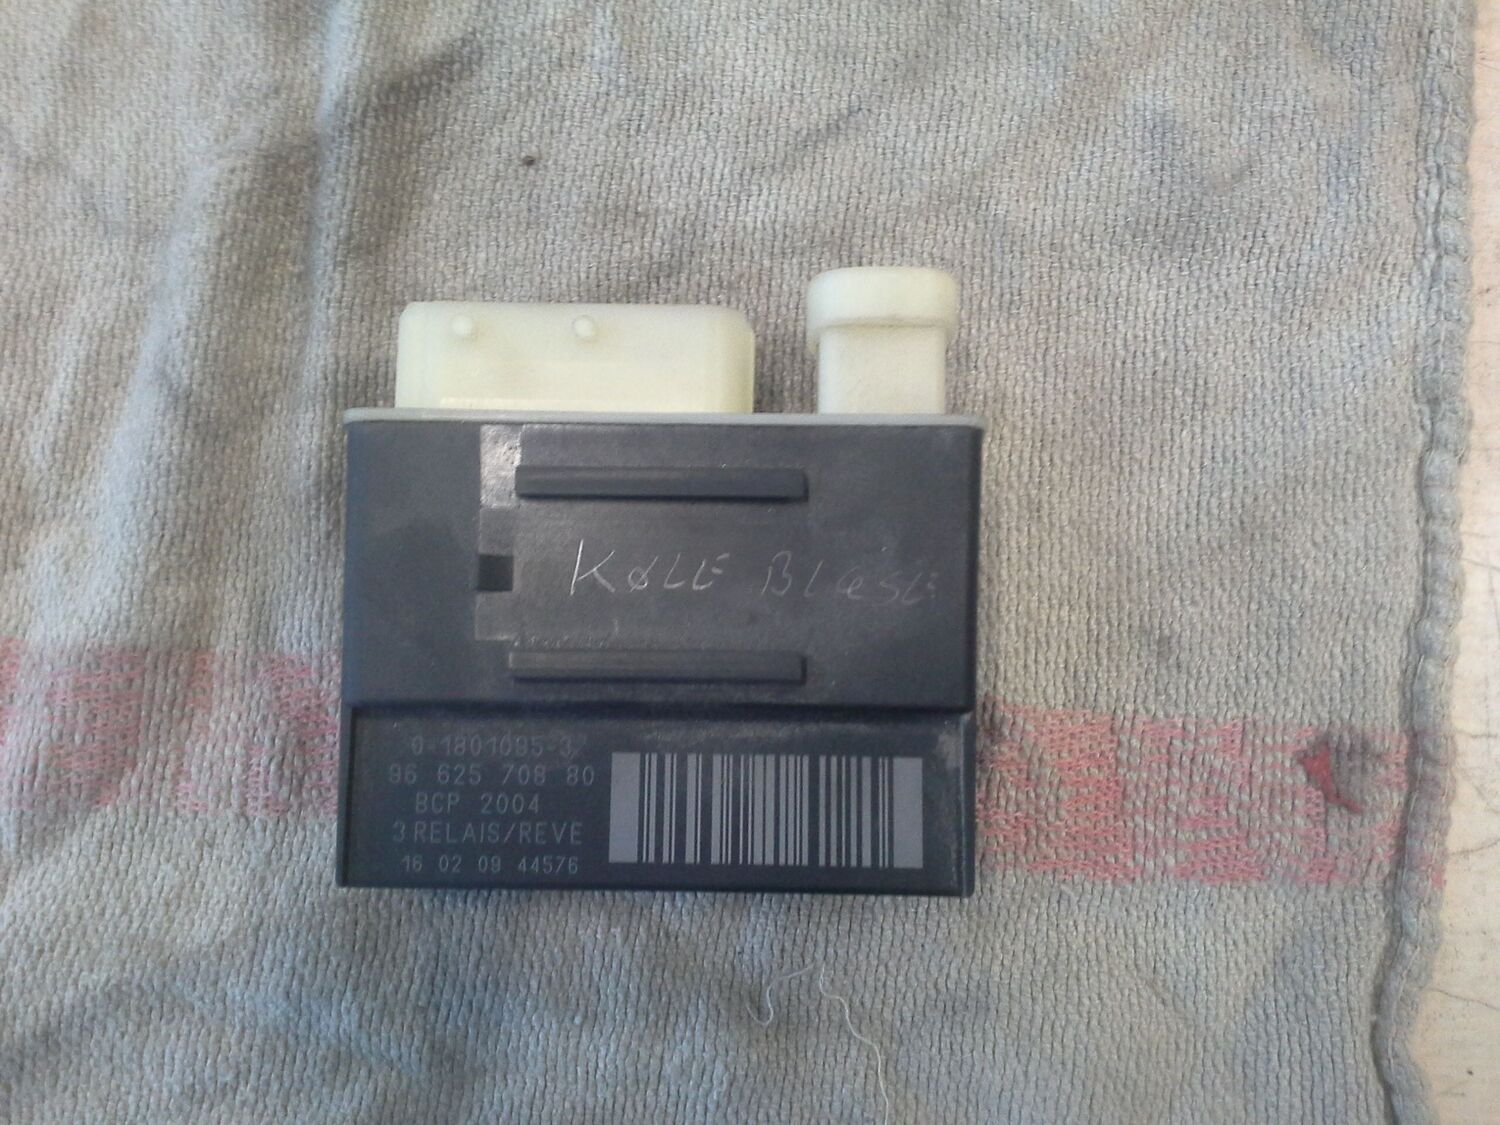 KØLE BLæSE
0-1801095-3
96 625 708 80
BCP 2004
3 RELAIS/REVE
16 02 09 44576